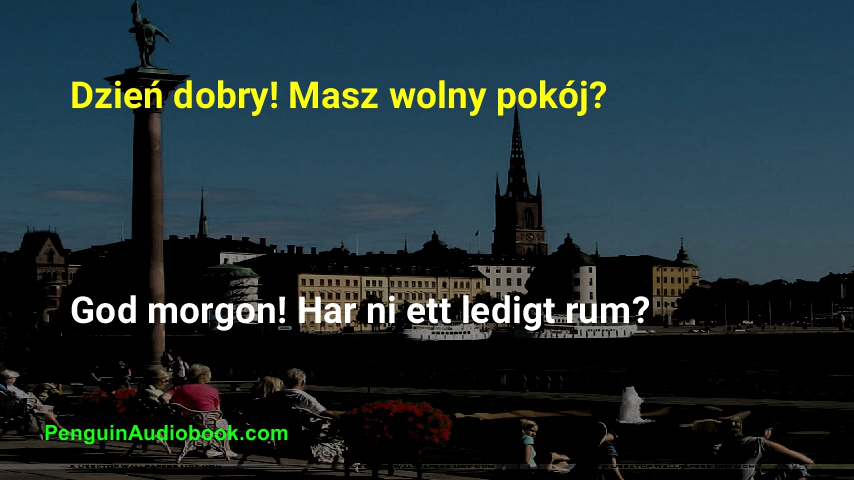 Dzień dobry! Masz wolny pokój?
God morgon! Har ni ett ledigt rum?
PenguinAudiobook.com